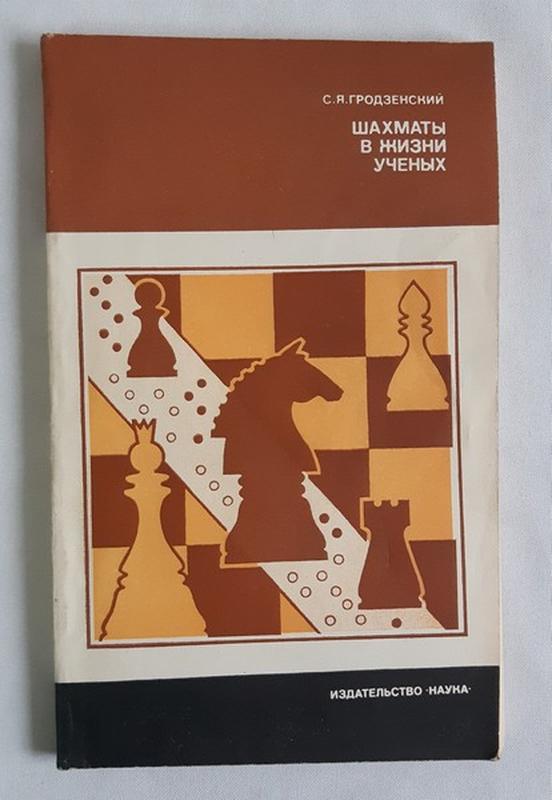 С.Я.ГРОДЗЕНСКИЙ
ШАХМАТЫ
В ЖИЗНИ
УЧЕНЫХ
ИЗДАТЕЛЬСТВО ·НАУКА·